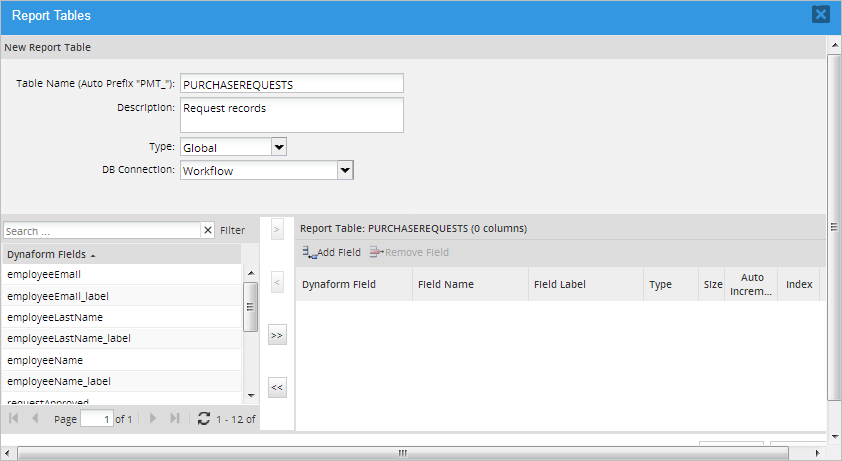 Report Tables
New Report Table
Table Name (Auto Prefix "PMT_"): PURCHASEREQUESTS
Description: Request records
Type: Global
DB Connection: Workflow
Search ... Filter
Dynaform Fields
employeeEmail
employeeEmail_label
employeeLastName
employeeLastName_label
employeeName
employeeName_label
requestApproved
Page 1 of 1 1 - 12 of
>
<
>>
<<
Report Table: PURCHASEREQUESTS (0 columns)
Add Field Remove Field
Dynaform Field Field Name Field Label Type Size Auto Increm... Index